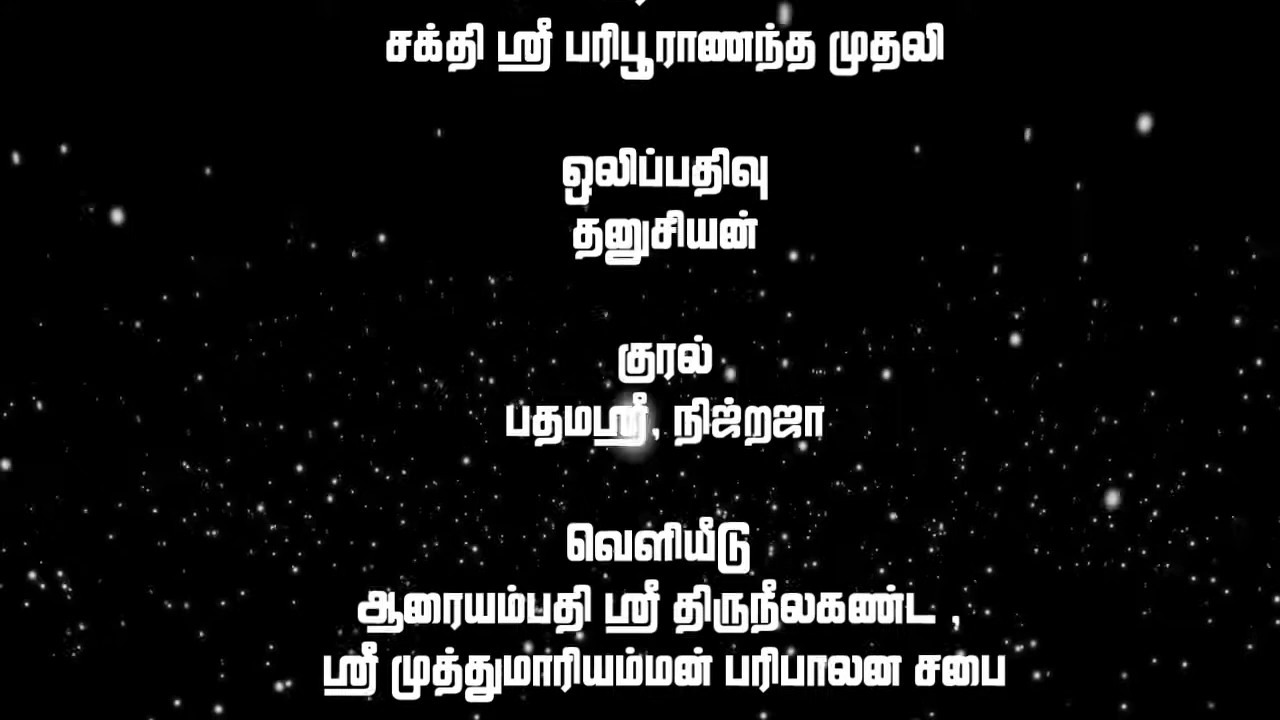 சக்தி ஸ்ரீ பரிபூராணந்த முதலி
ஒலிப்பதிவு
தனுசியன்
குரல்
பதமஸ்ரீ, நிஜ்றஜா
வெளியீடு
ஆரையம்பதி ஸ்ரீ திருநீலகண்ட ,
ஸ்ரீ முத்துமாரியம்மன் பரிபாலன சபை